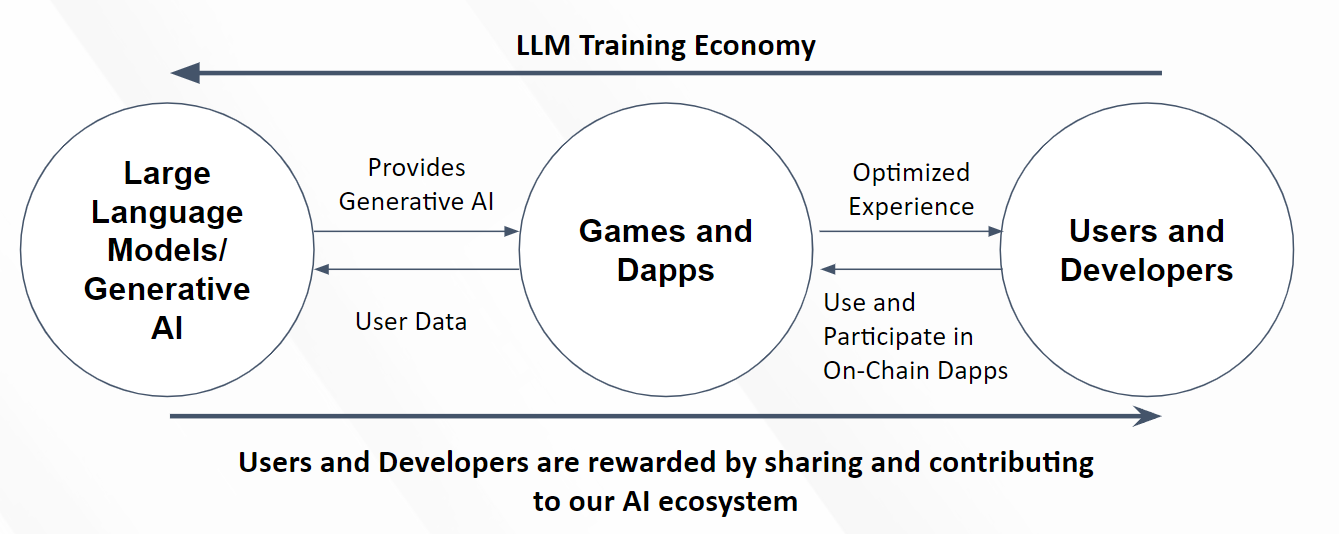 LLM Training Economy
Large
Language
Models/
Generative
AI
Provides
Generative AI
User Data
Games and
Dapps
Optimized
Experience
Use and
Participate in
On-Chain Dapps
Users and
Developers
Users and Developers are rewarded by sharing and contributing
to our AI ecosystem